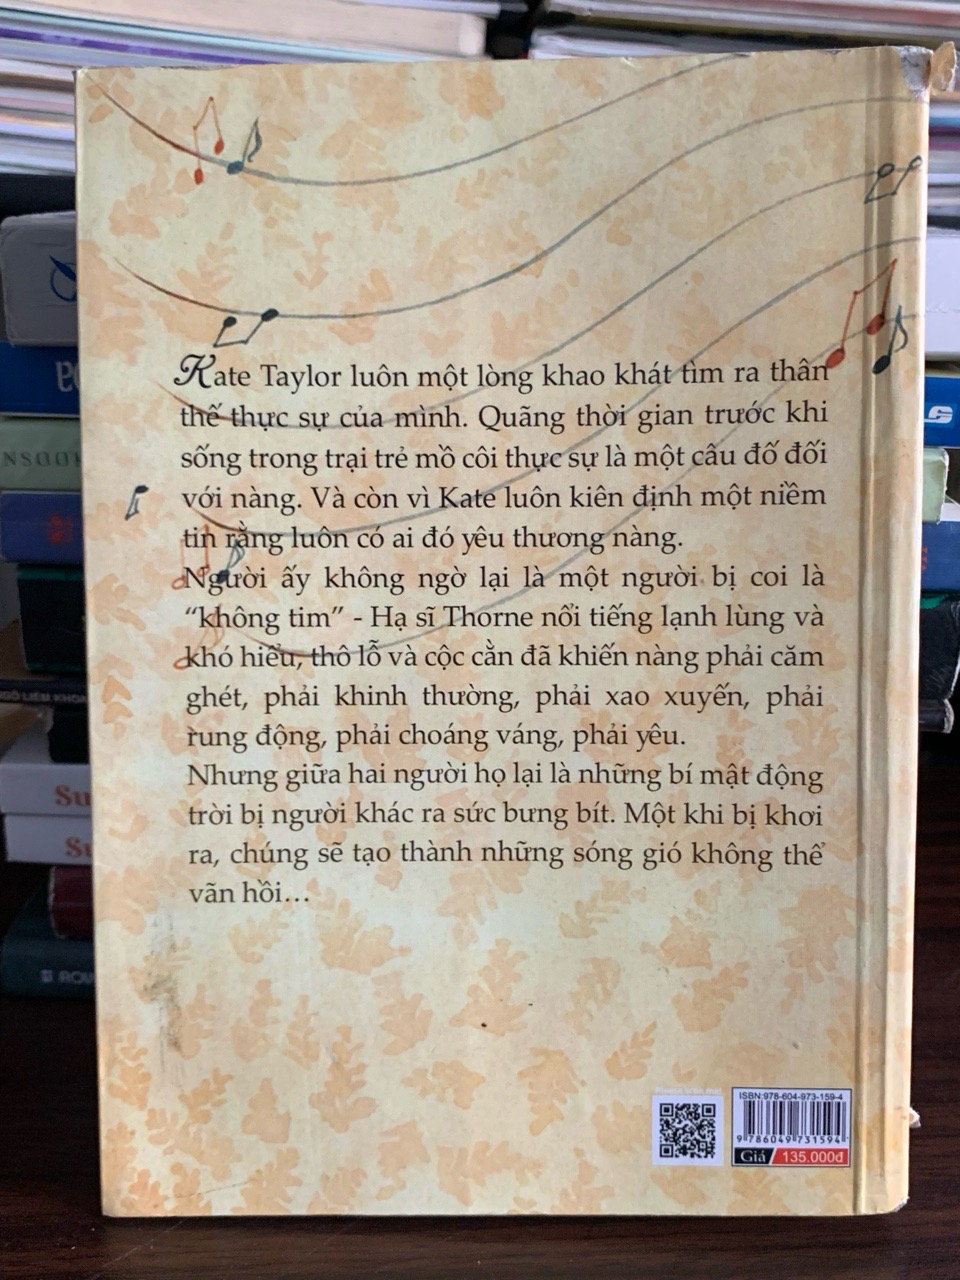 Kate Taylor luôn một lòng khao khát tìm ra thân
thế thực sự của mình. Quãng thời gian trước khi
sống trong trại trẻ mồ côi thực sự là một câu đố đối
với nàng. Và còn vì Kate luôn kiên định một niềm
tin rằng luôn có ai đó yêu thương nàng.
Người ấy không ngờ lại là một người bị coi là
“không tim” - Hạ sĩ Thorne nổi tiếng lạnh lùng và
khó hiểu, thô lỗ và cộc cằn đã khiến nàng phải căm
ghét, phải khinh thường, phải xao xuyến, phải
rung động, phải choáng váng, phải yêu.
Nhưng giữa hai người họ lại là những bí mật động
trời bị người khác ra sức bưng bít. Một khi bị khơi
ra, chúng sẽ tạo thành những sóng gió không thể
vãn hồi...
ISBN:978-604-973-159-4
9786049731594
Giá 135.000đ